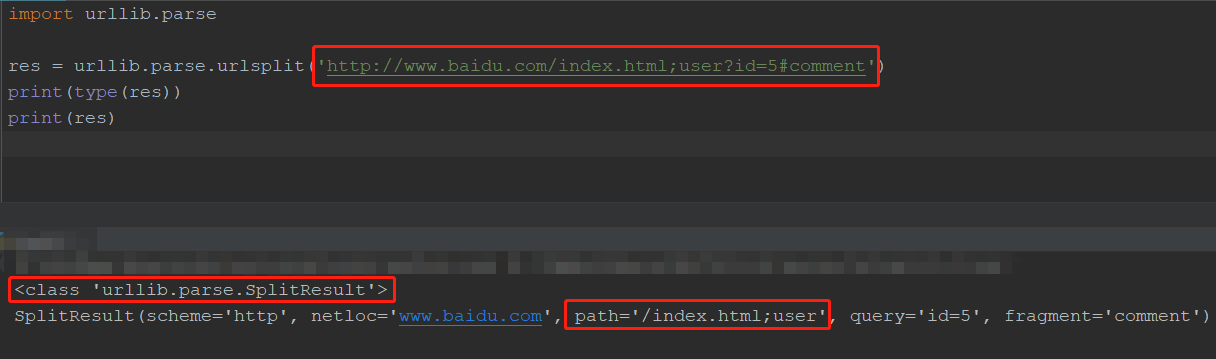 import urllib.parse
res = urllib.parse.urlsplit('http://www.baidu.com/index.html;user?id=5#comment')
print(type(res))
print(res)
<class 'urllib.parse.SplitResult'>
SplitResult(scheme='http', netloc='www.baidu.com', path='/index.html;user', query='id=5', fragment='comment')